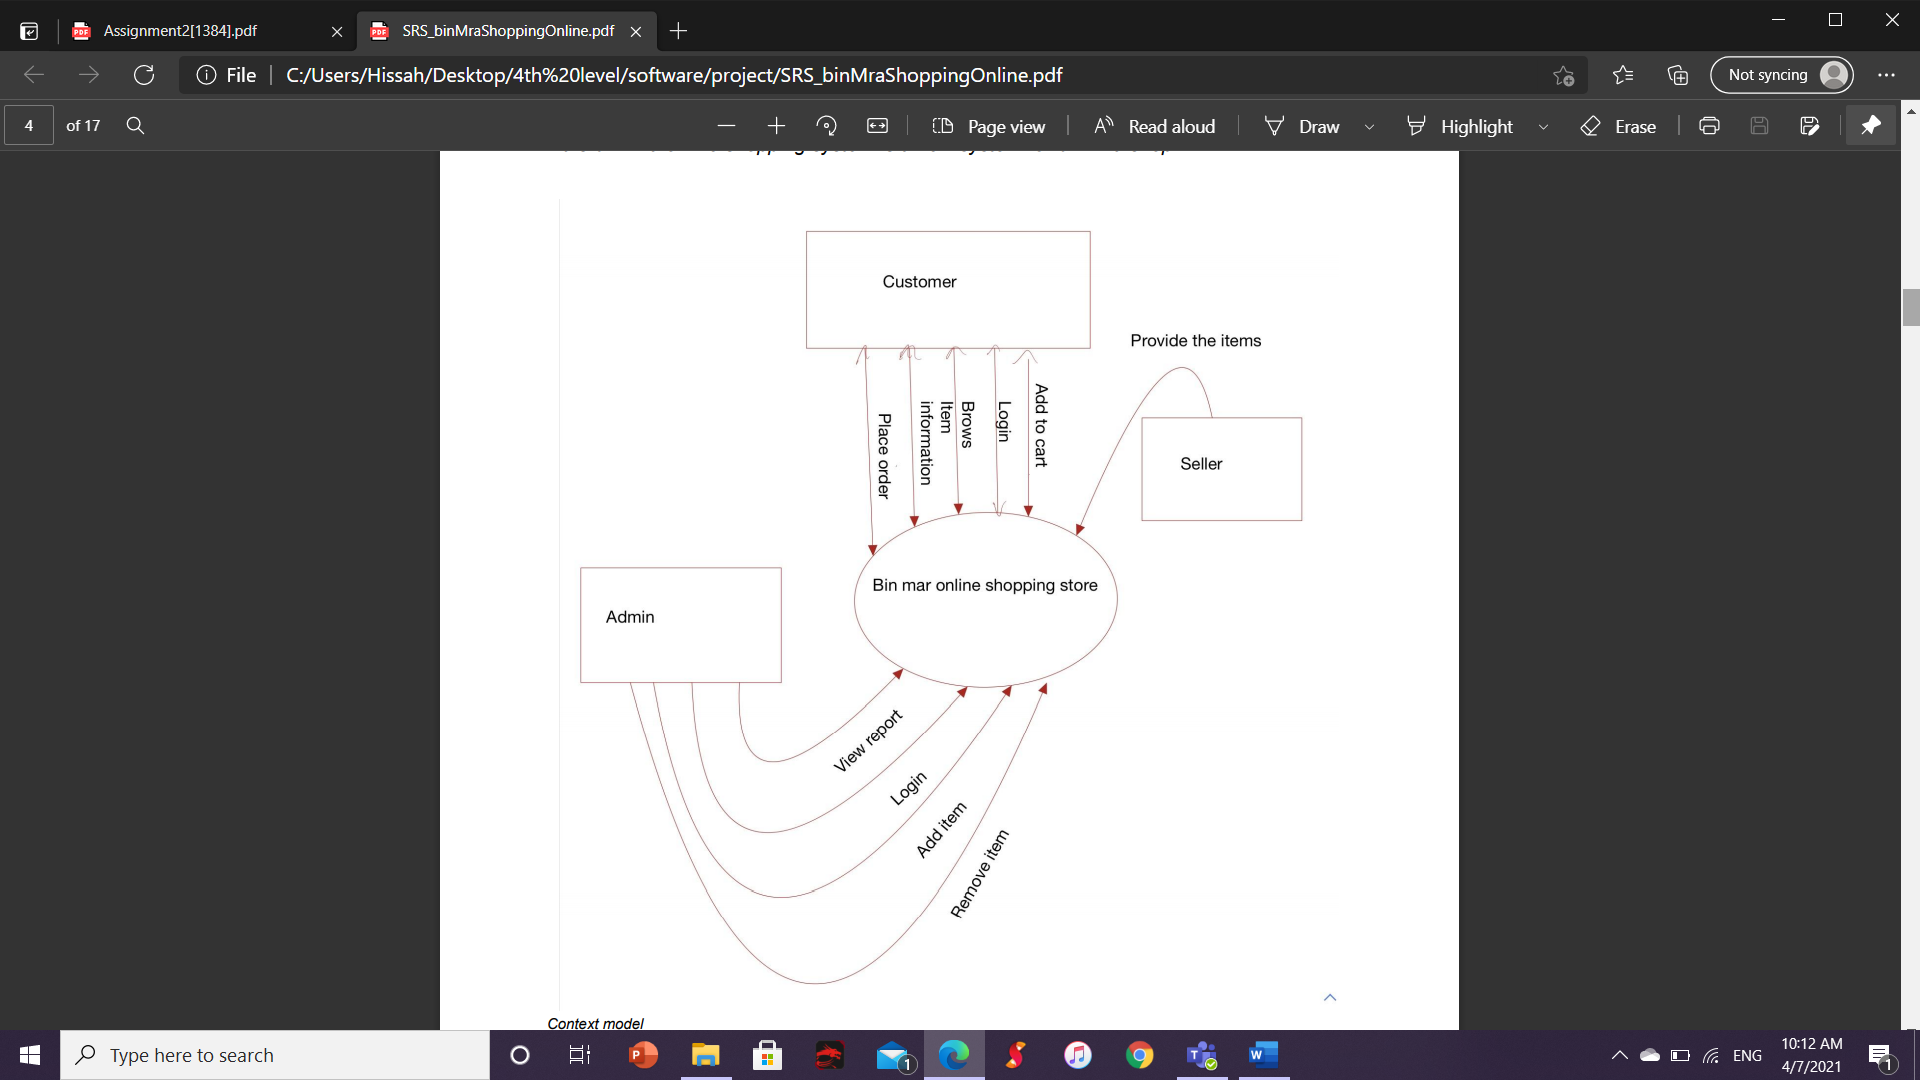 Assignment2[1384].pdf
SRS_binMraShoppingOnline.pdf
File
C:/Users/Hissah/Desktop/4th%20level/software/project/SRS_binMraShoppingOnline.pdf
Not syncing
4
of 17
Page view
Read aloud
Draw
Highlight
Erase
Customer
Provide the items
Place order
Item
information
Brows
Login
Add to cart
Seller
Bin mar online shopping store
Admin
View report
Login
Add item
Remove item
Context model
Type here to search
1
ENG
10:12 AM
4/7/2021
1